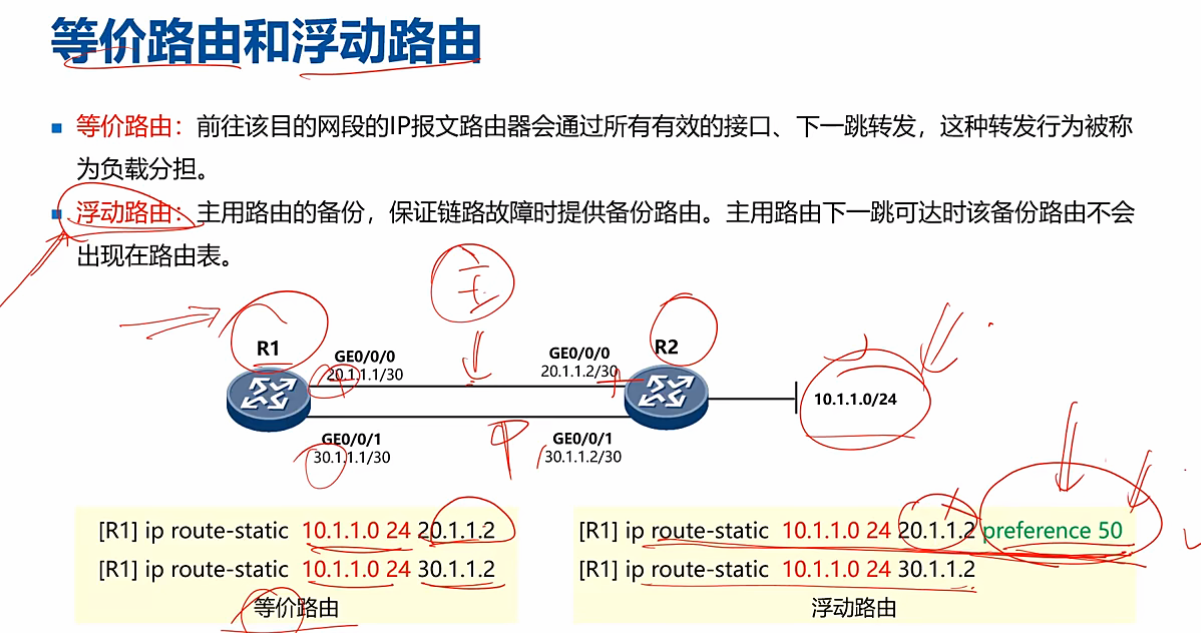 等价路由和浮动路由
等价路由：前往该目的网段的IP报文路由器会通过所有有效的接口、下一跳转发，这种转发行为被称
为负载分担。
浮动路由：主用路由的备份，保证链路故障时提供备份路由。主用路由下一跳可达时该备份路由不会
出现在路由表。
主
R1
R2
GE0/0/0
20.1.1.1/30
GE0/0/0
20.1.1.2/30
10.1.1.0/24
GE0/0/1
30.1.1.1/30
GE0/0/1
30.1.1.2/30
[R1] ip route-static 10.1.1.0 24 20.1.1.2
[R1] ip route-static 10.1.1.0 24 30.1.1.2
等价路由
[R1] ip route-static 10.1.1.0 24 20.1.1.2 preference 50
[R1] ip route-static 10.1.1.0 24 30.1.1.2
浮动路由